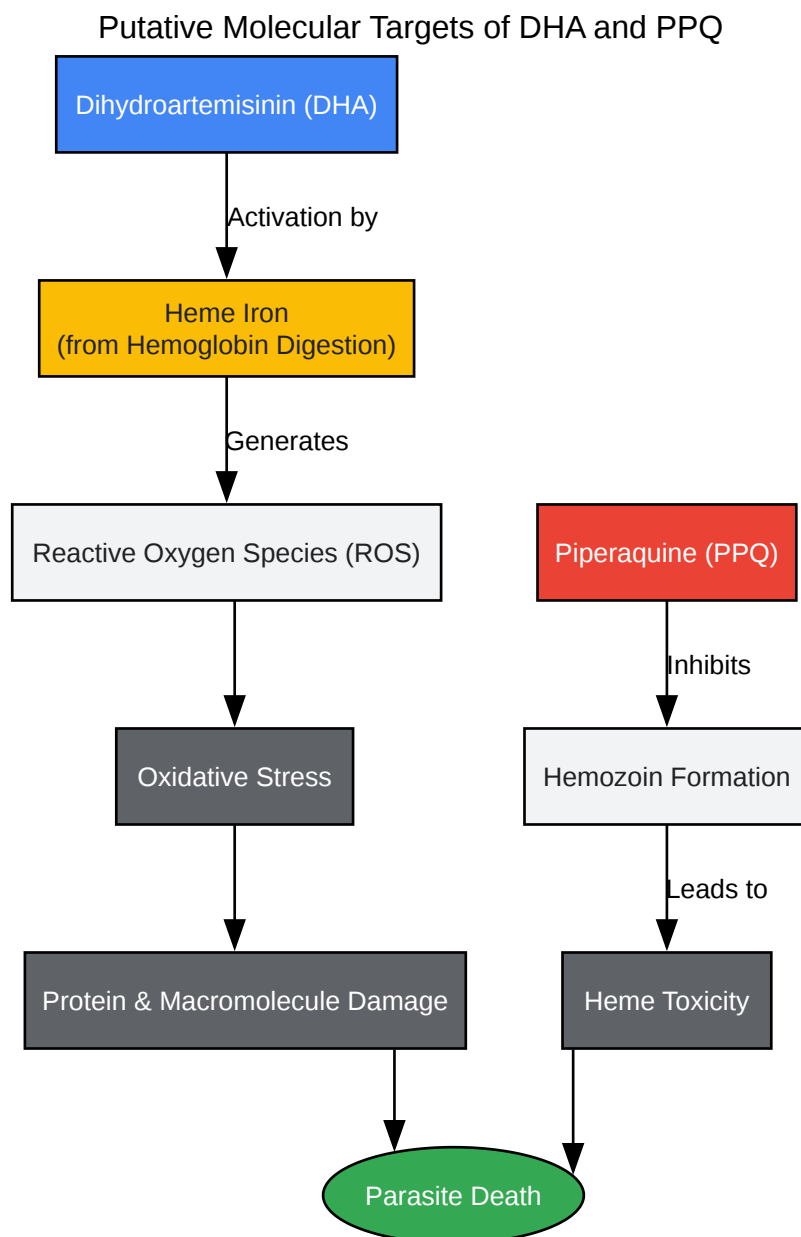 Putative Molecular Targets of DHA and PPQ
Dihydroartemisinin (DHA)
Activation by
Heme Iron
(from Hemoglobin Digestion)
Generates
Reactive Oxygen Species (ROS)
Piperaquine (PPQ)
Inhibits
Oxidative Stress
Hemozoin Formation
Leads to
Protein & Macromolecule Damage
Heme Toxicity
Parasite Death